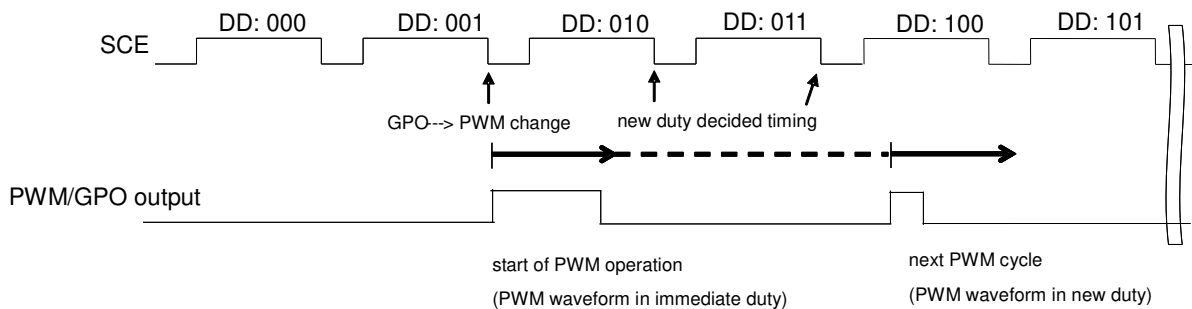 DD: 000 DD: 001 DD: 010 DD: 011 DD: 100 DD: 101
SCE
GPO---> PWM change new duty decided timing
PWM/GPO output
start of PWM operation next PWM cycle
(PWM waveform in immediate duty) (PWM waveform in new duty)